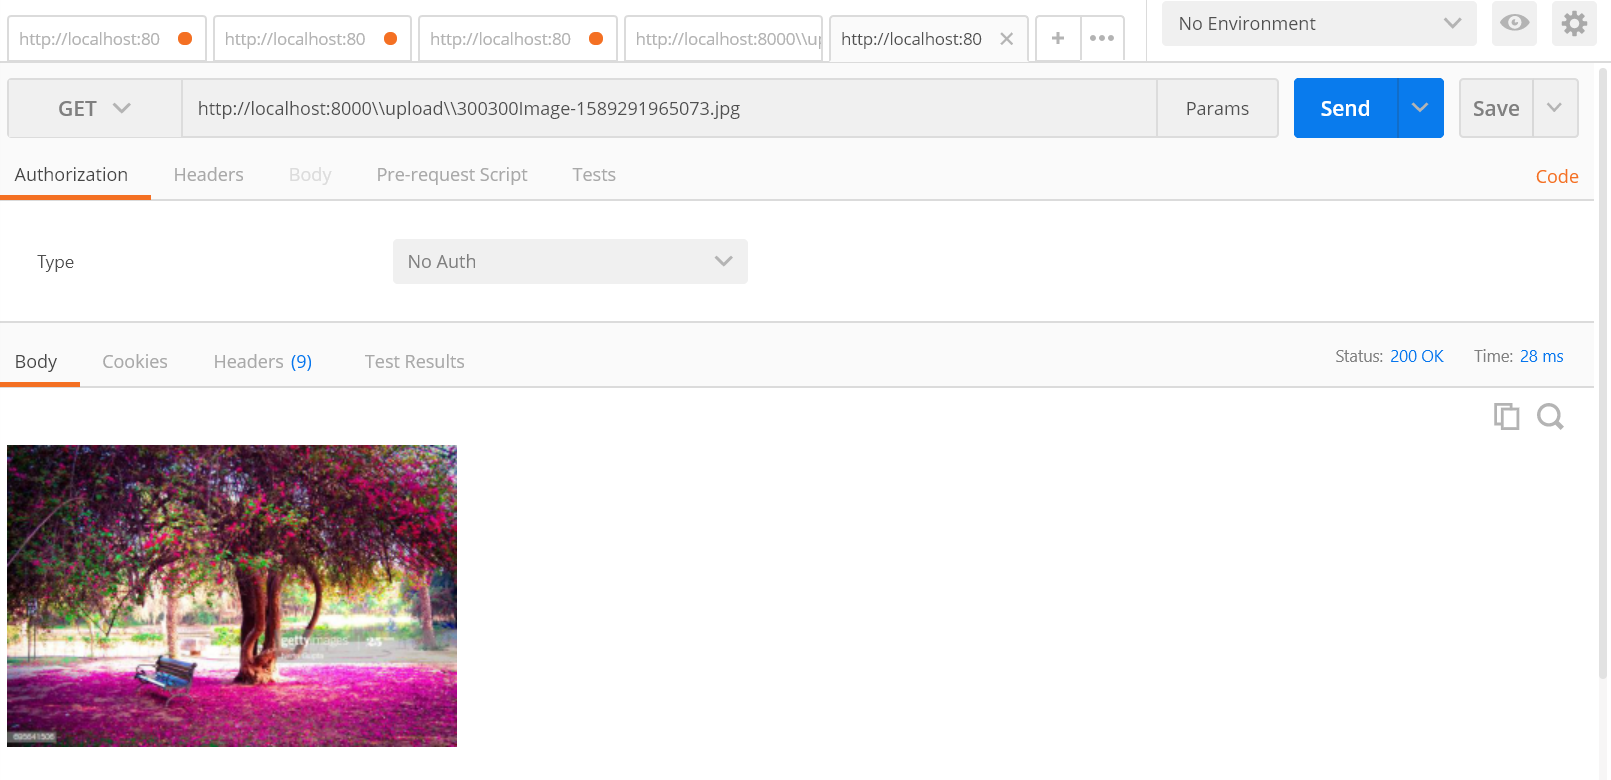 http://localhost:80 http://localhost:80 http://localhost:80 http://localhost:8000\\up http://localhost:80 + ••• No Environment
GET http://localhost:8000\\upload\\300300Image-1589291965073.jpg Params Send Save
Authorization Headers Body Pre-request Script Tests Code
Type No Auth
Body Cookies Headers (9) Test Results Status: 200 OK Time: 28 ms
gettyimages